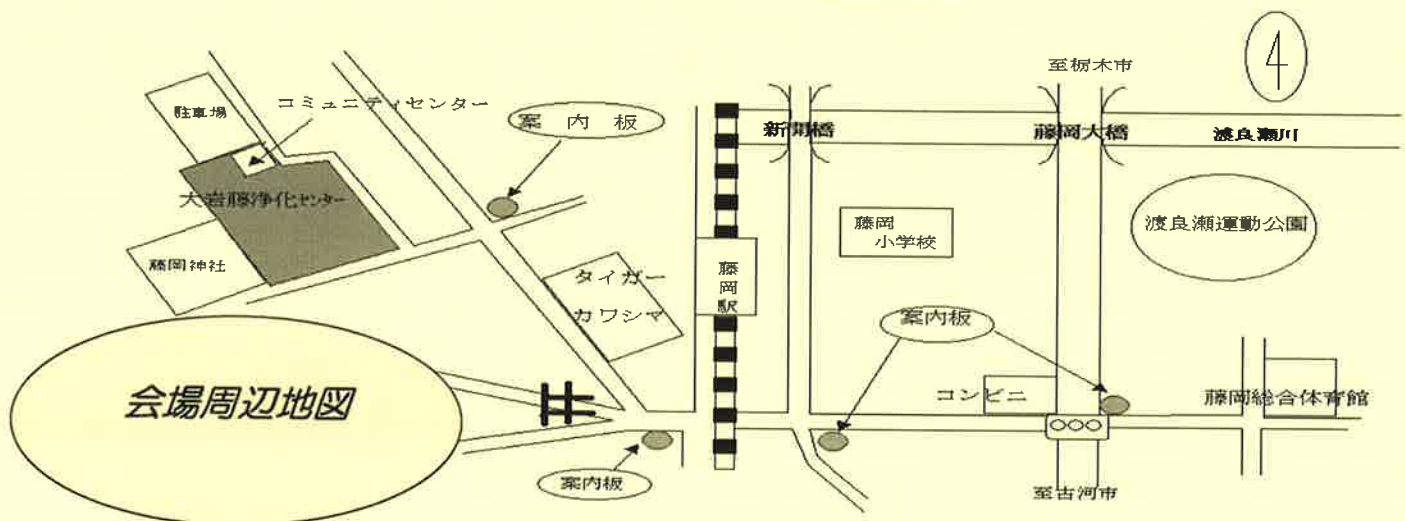 ④
至栃木市
駐車場
コミュニティセンター
案内板
新開橋
藤岡大橋
渡良瀬川
大岩藤浄化センター
藤岡
小学校
渡良瀬運動公園
藤岡神社
タイガー
カワシマ
藤岡駅
案内板
会場周辺地図
コンビニ
藤岡総合体育館
案内板
至古河市